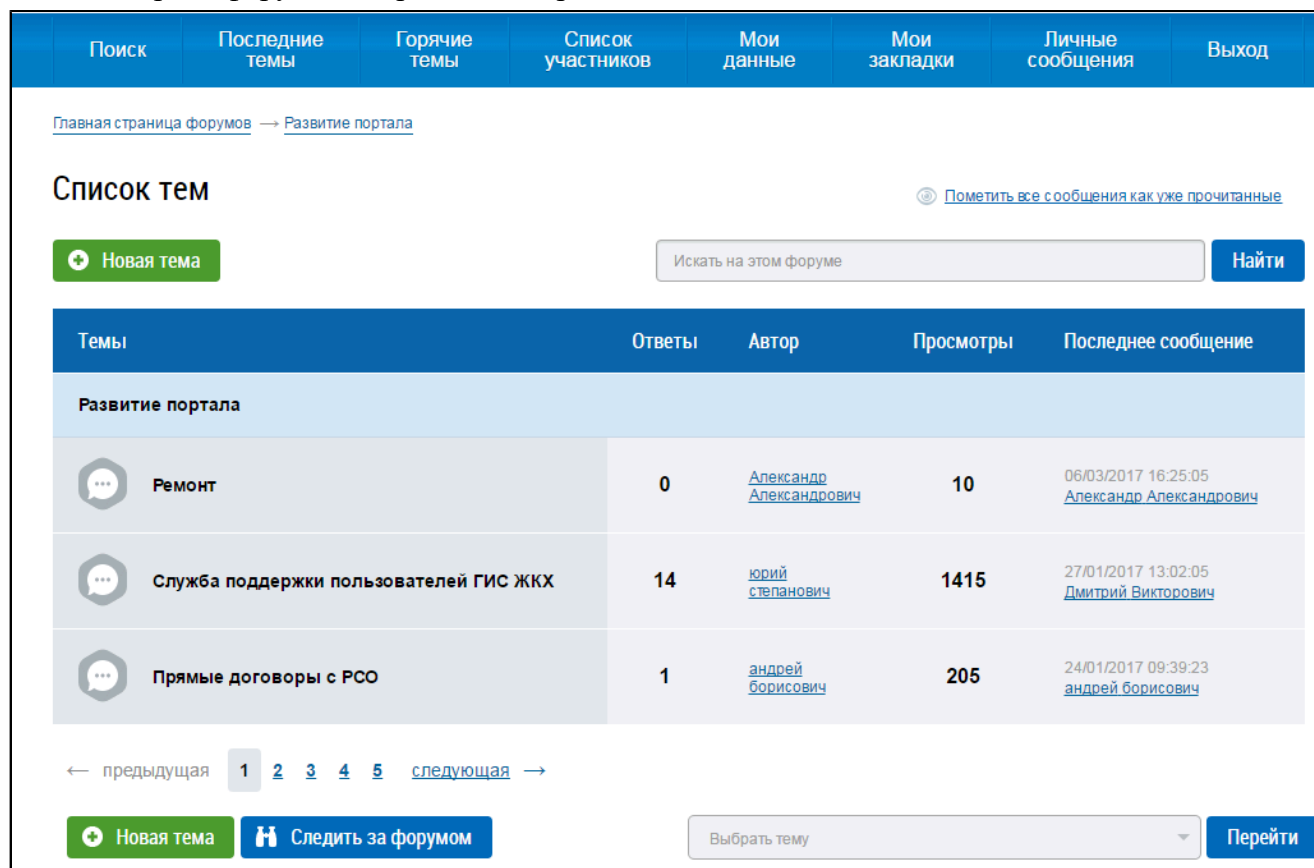 Поиск
Последние темы
Горячие темы
Список участников
Мои данные
Мои закладки
Личные сообщения
Выход
Главная страница форумов → Развитие портала
Список тем
Пометить все сообщения как уже прочитанные
Новая тема
Искать на этом форуме
Найти
Темы Ответы Автор Просмотры Последнее сообщение
Развитие портала
Ремонт 0 Александр Александрович 10 06/03/2017 16:25:05 Александр Александрович
Служба поддержки пользователей ГИС ЖКХ 14 юрий степанович 1415 27/01/2017 13:02:05 Дмитрий Викторович
Прямые договоры с РСО 1 андрей борисович 205 24/01/2017 09:39:23 андрей борисович
← предыдущая 1 2 3 4 5 следующая →
Новая тема
Следить за форумом
Выбрать тему
Перейти